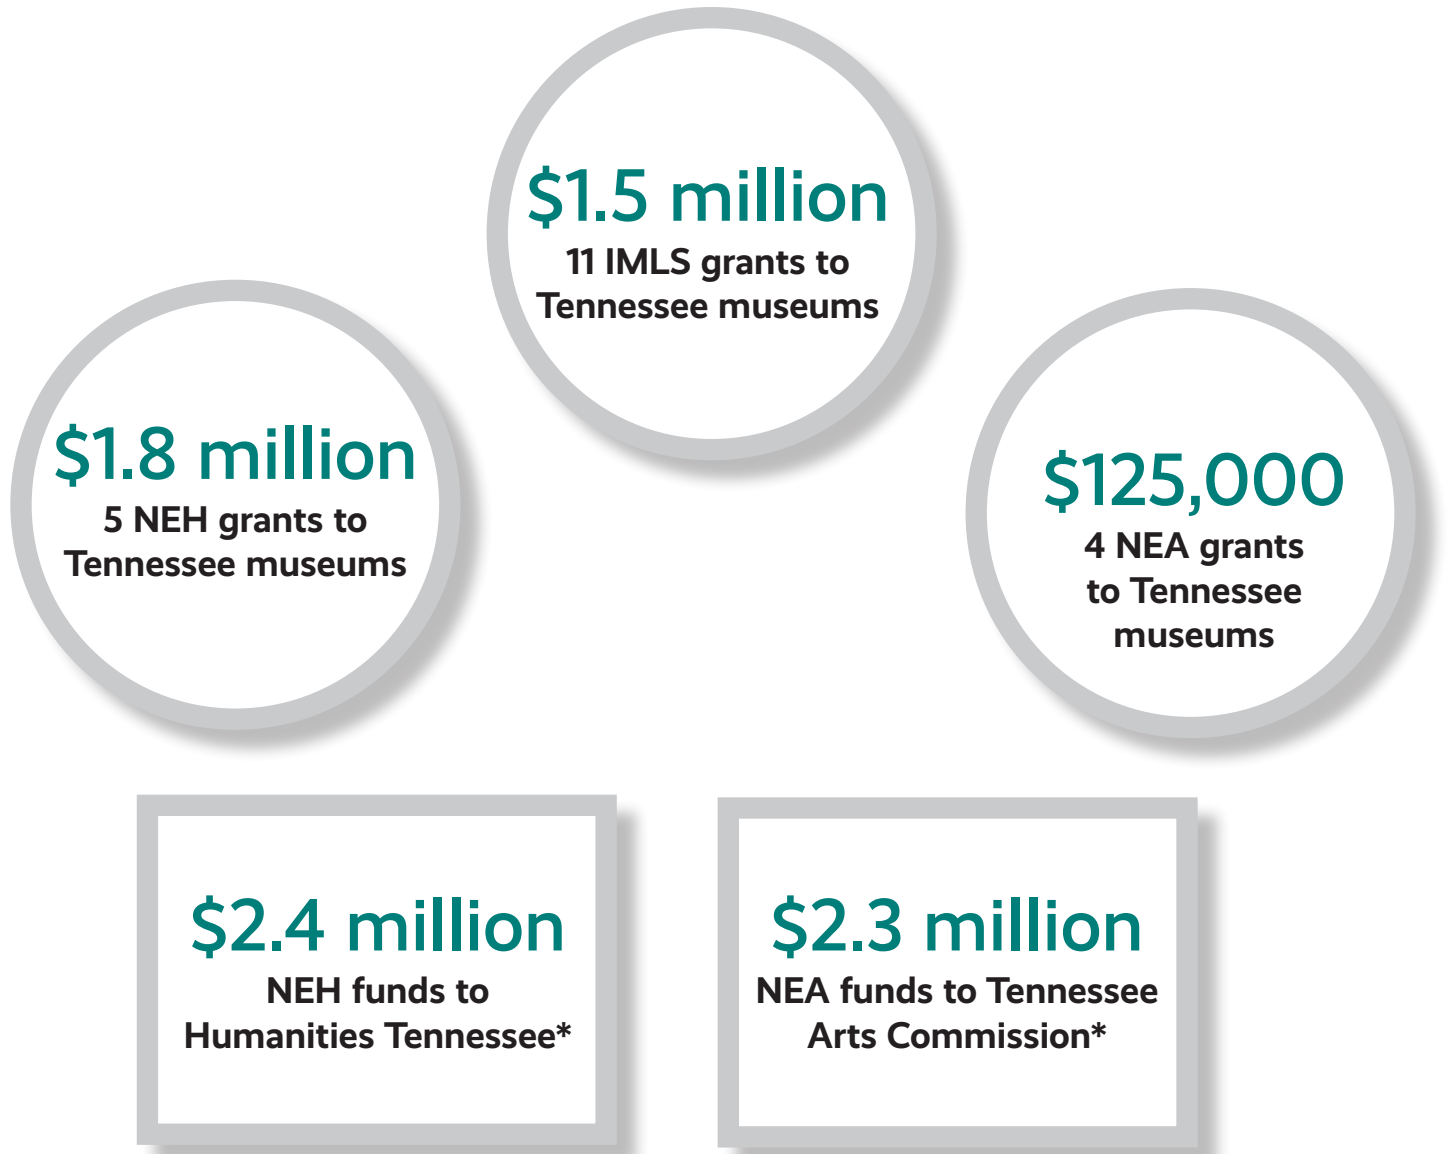 $1.5 million
11 IMLS grants to
Tennessee museums
$1.8 million
5 NEH grants to
Tennessee museums
$125,000
4 NEA grants
to Tennessee
museums
$2.4 million
NEH funds to
Humanities Tennessee*
$2.3 million
NEA funds to Tennessee
Arts Commission*